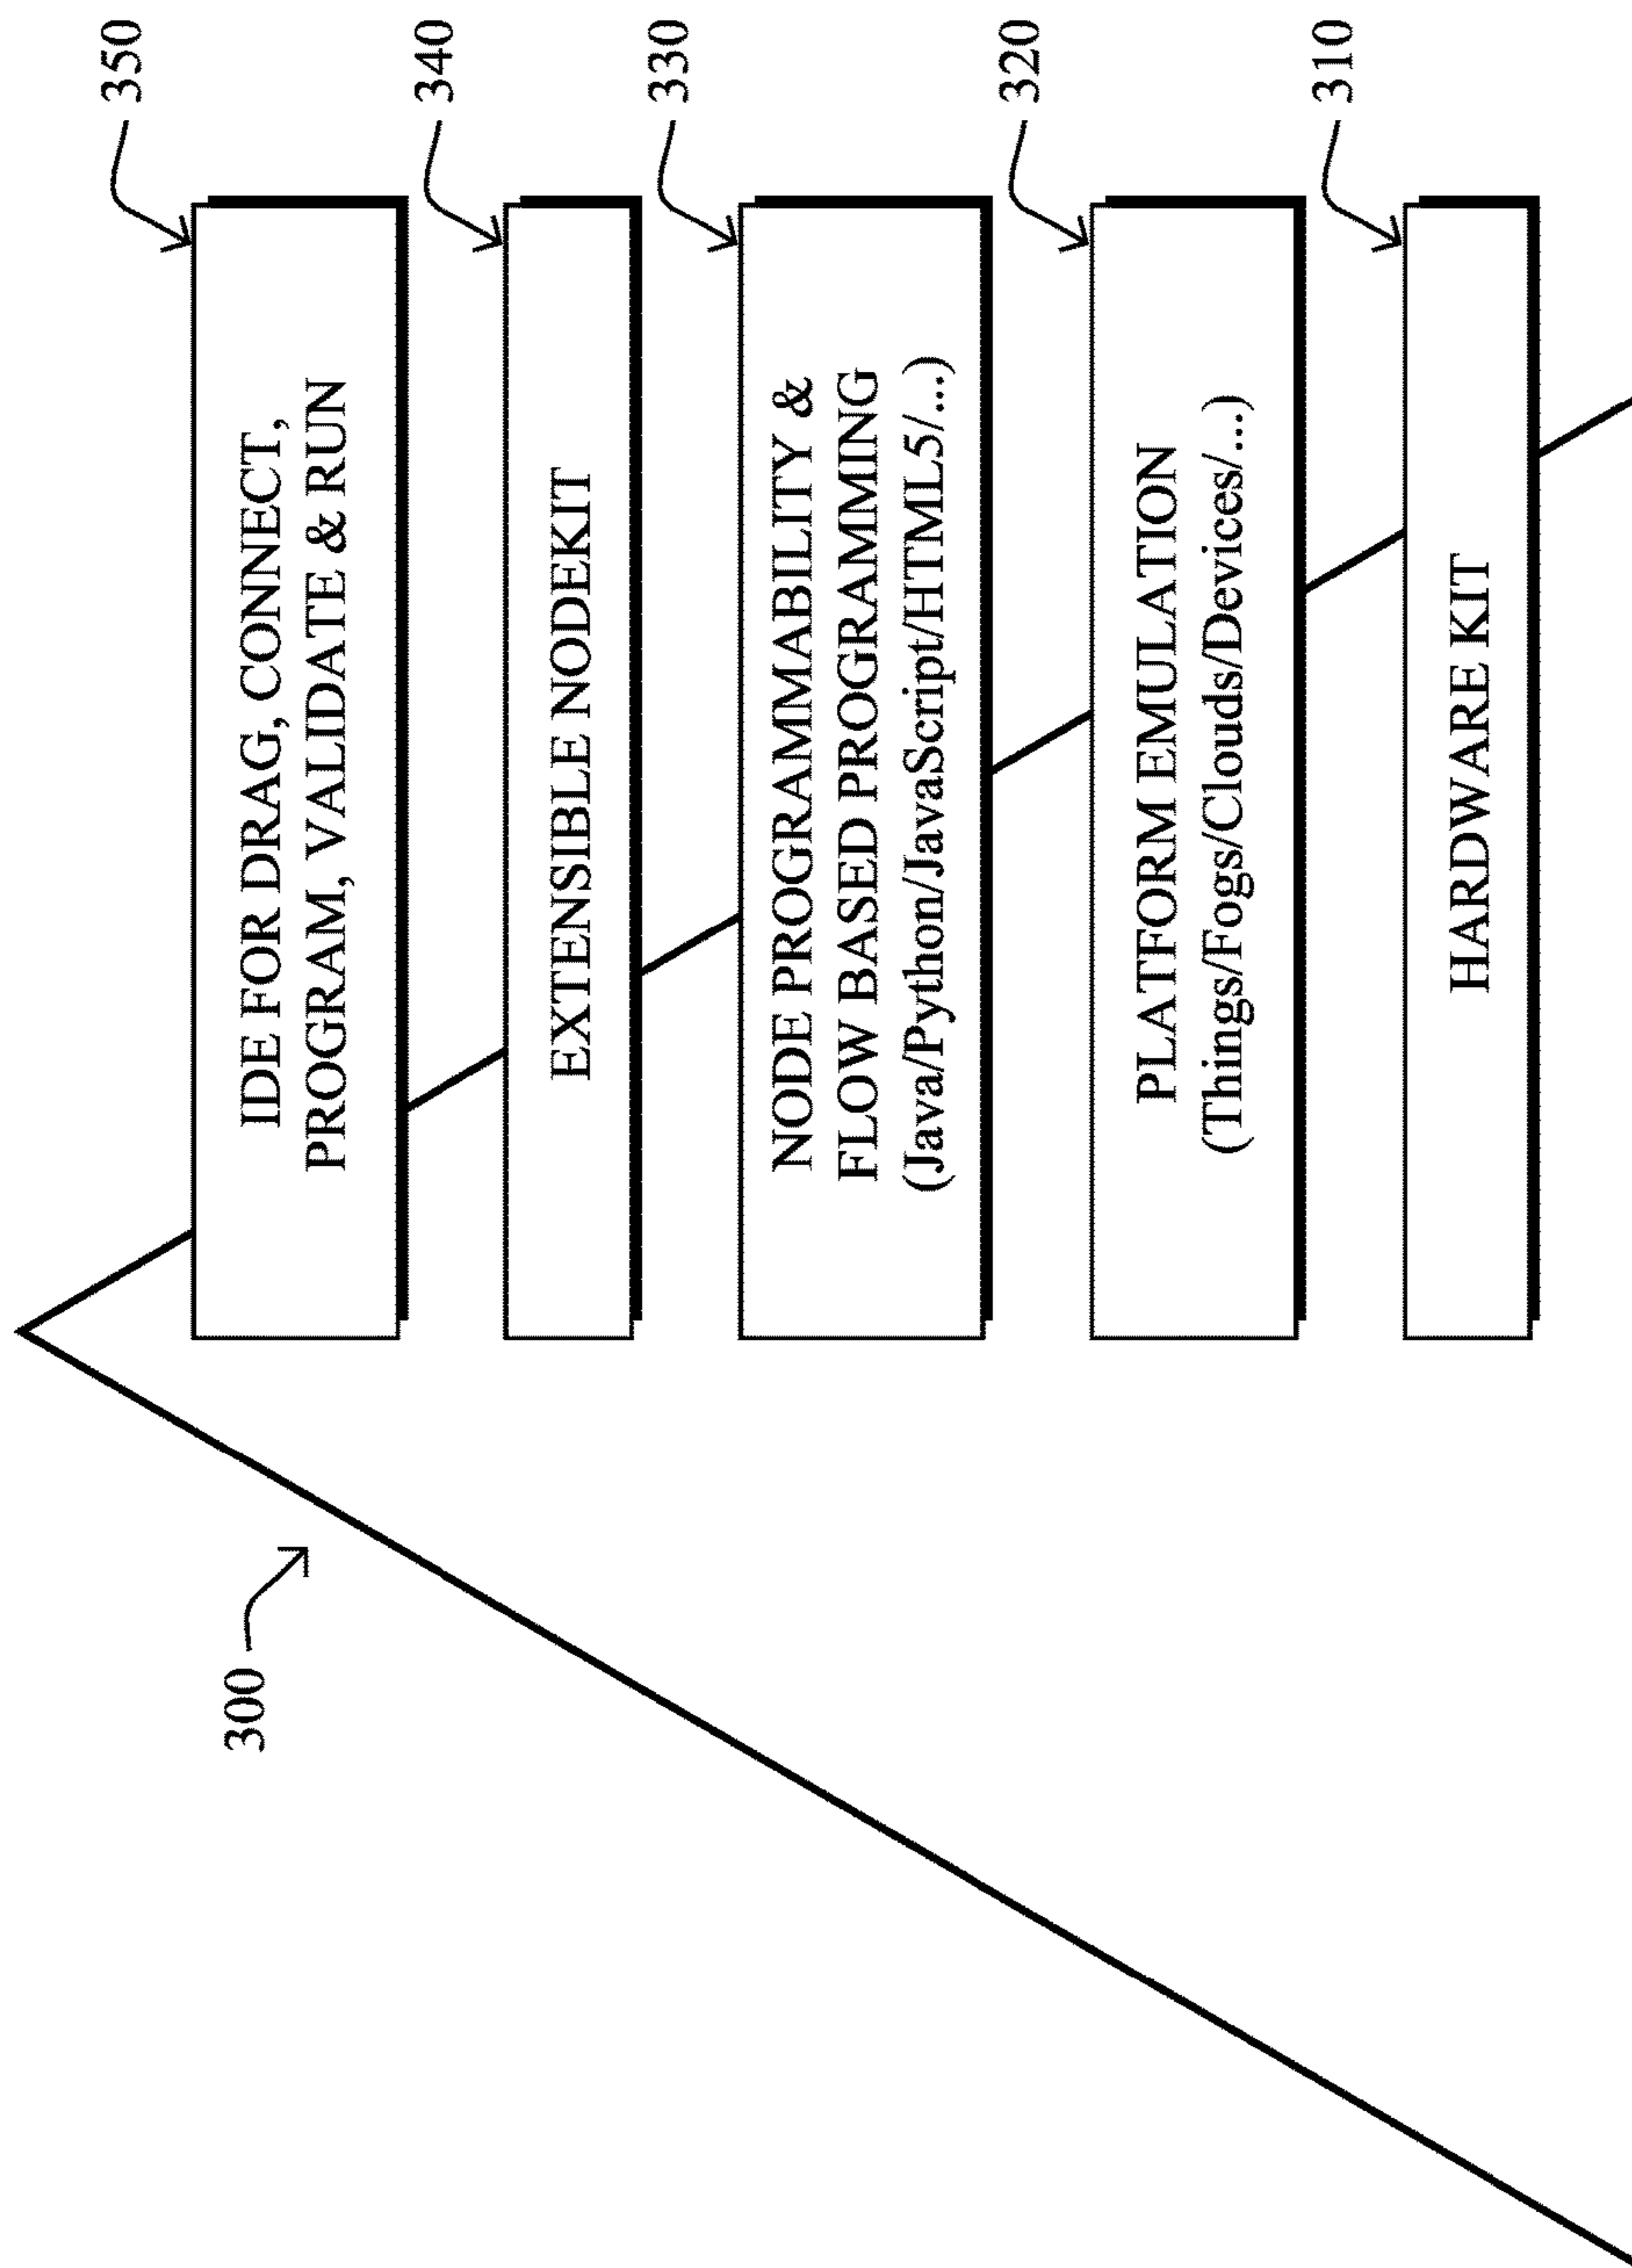 300
350
IDE FOR DRAG, CONNECT,
PROGRAM, VALIDATE & RUN
340
EXTENSIBLE NODEKIT
330
NODE PROGRAMMABILITY &
FLOW BASED PROGRAMMING
(Java/Python/JavaScript/HTML5/...)
320
PLATFORM EMULATION
(Things/Fogs/Clouds/Devices/...)
310
HARDWARE KIT